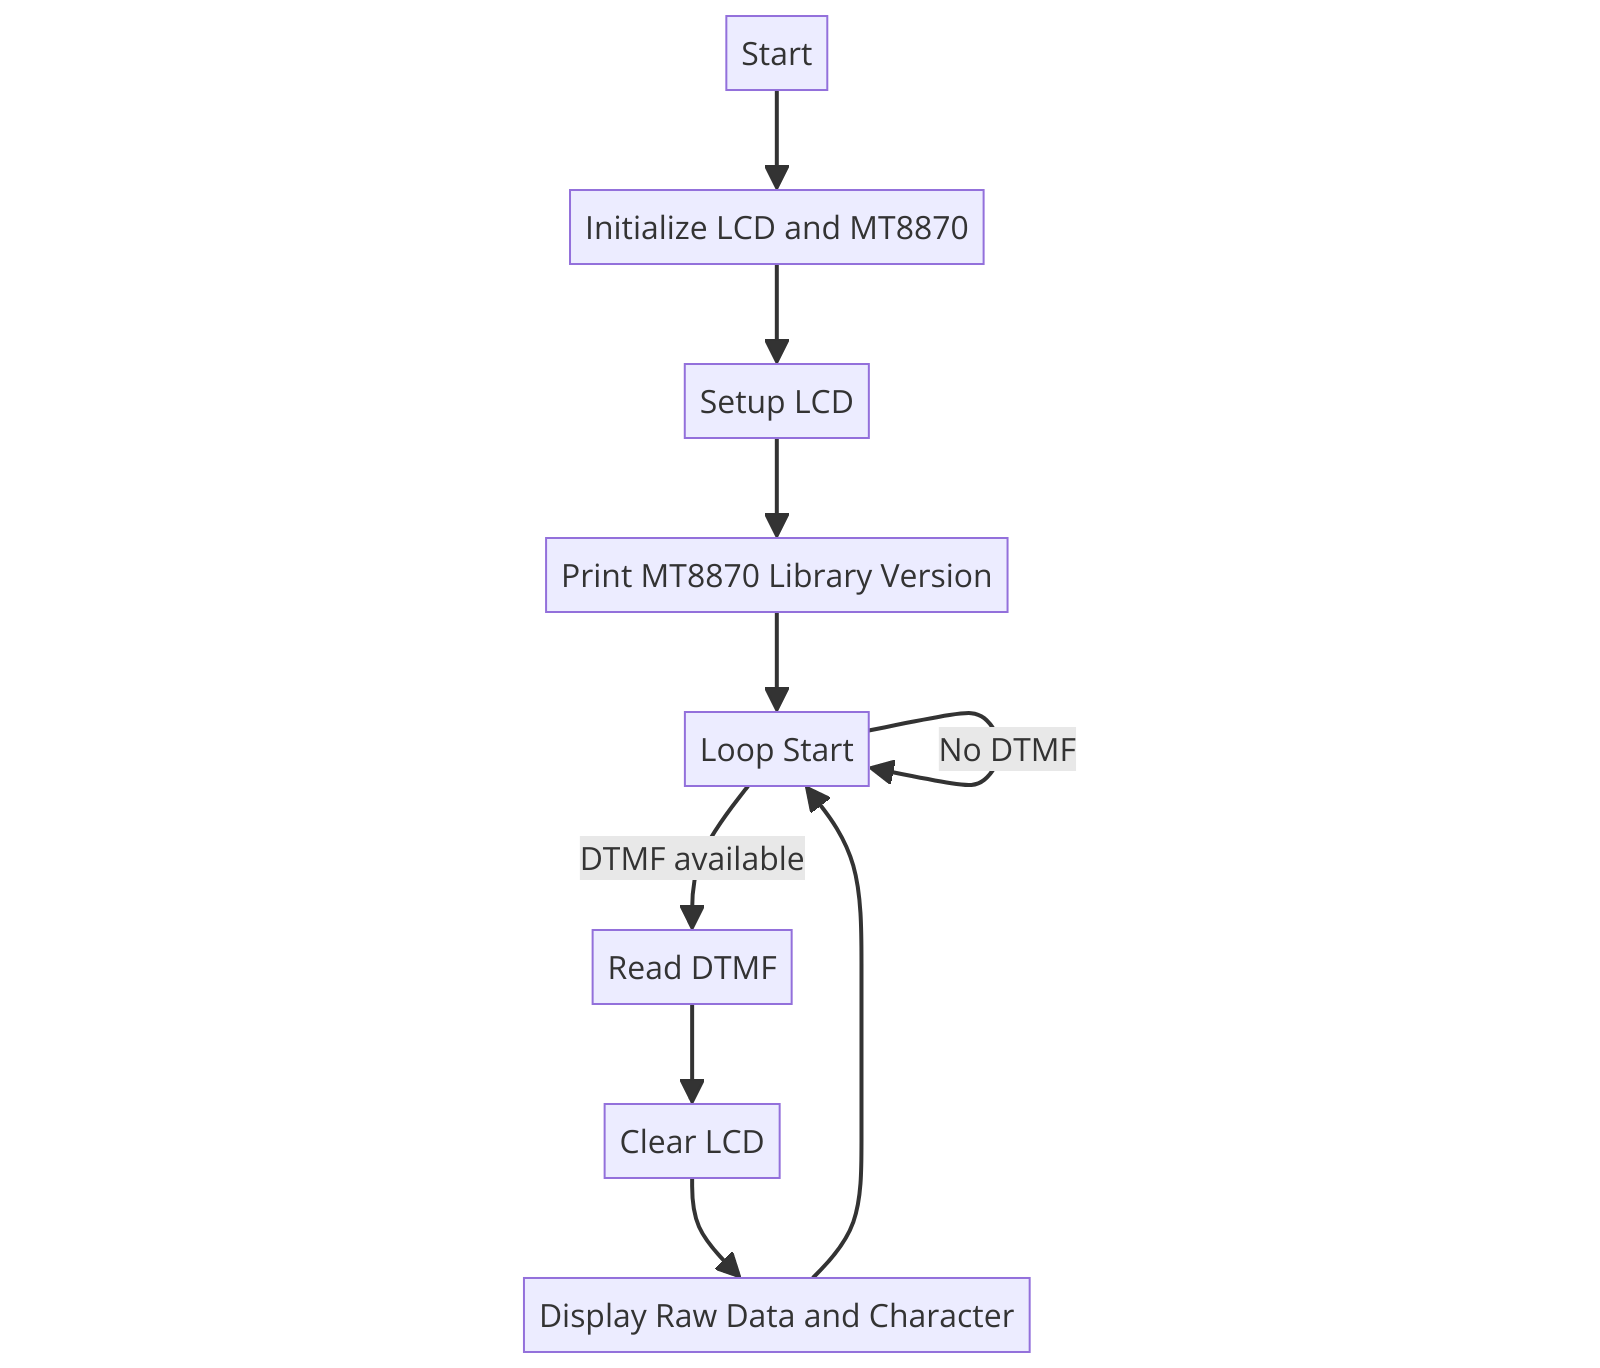 Start
Initialize LCD and MT8870
Setup LCD
Print MT8870 Library Version
Loop Start
No DTMF
DTMF available
Read DTMF
Clear LCD
Display Raw Data and Character